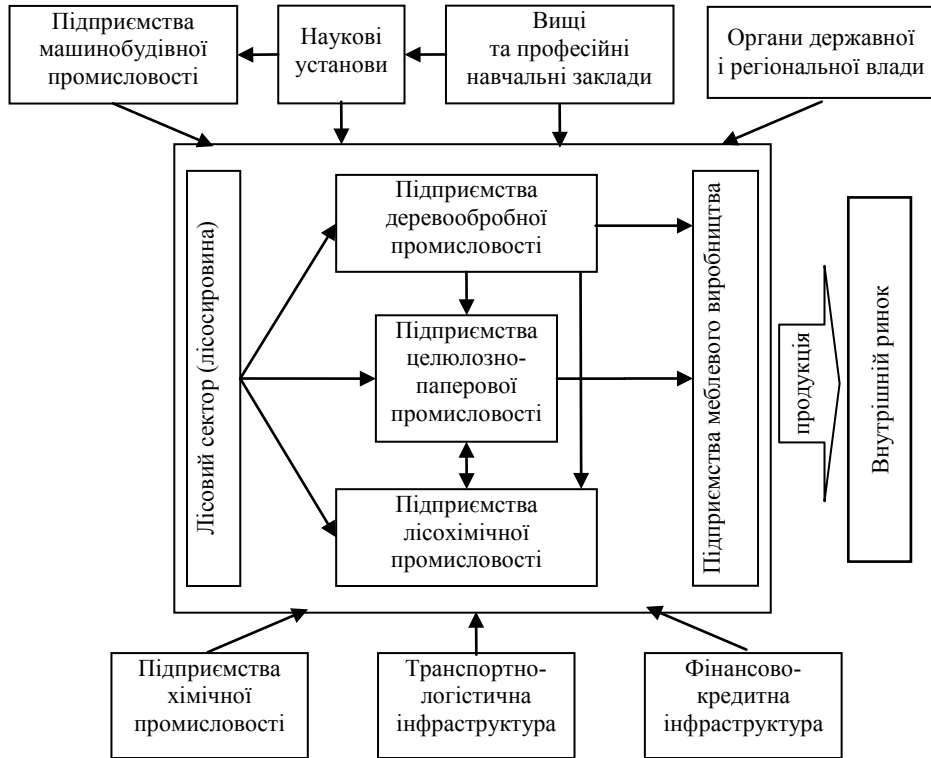 Підприємства
машинобудівної
промисловості
Наукові
установи
Вищі
та професійні
навчальні заклади
Органи державної
і регіональної влади
Лісовий сектор (лісосировина)
Підприємства
деревообробної
промисловості
Підприємства
целюлозно-
паперової
промисловості
Підприємства
лісохімічної
промисловості
Підприємства меблевого виробництва
продукція
Внутрішній ринок
Підприємства
хімічної
промисловості
Транспортно-
логістична
інфраструктура
Фінансово-
кредитна
інфраструктура